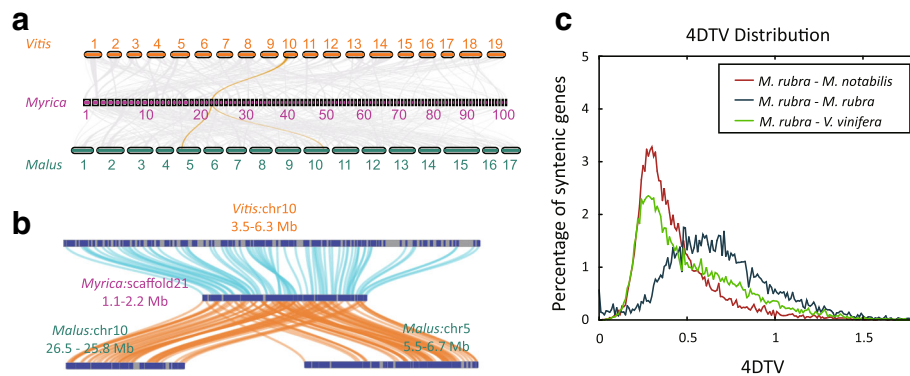 a
Vitis 1 2 3 4 5 6 7 8 9 10 11 12 13 14 15 16 17 18 19
Myrica 1 10 20 30 40 50 60 70 80 90 100
Malus 1 2 3 4 5 6 7 8 9 10 11 12 13 14 15 16 17
b
Vitis:chr10
3.5-6.3 Mb
Myrica:scaffold21
1.1-2.2 Mb
Malus:chr10
26.5 - 25.8 Mb
Malus:chr5
5.5-6.7 Mb
c
4DTV Distribution
Percentage of syntenic genes
5
4
3
2
1
0
M. rubra - M. notabilis
M. rubra - M. rubra
M. rubra - V. vinifera
0 0.5 1 1.5
4DTV